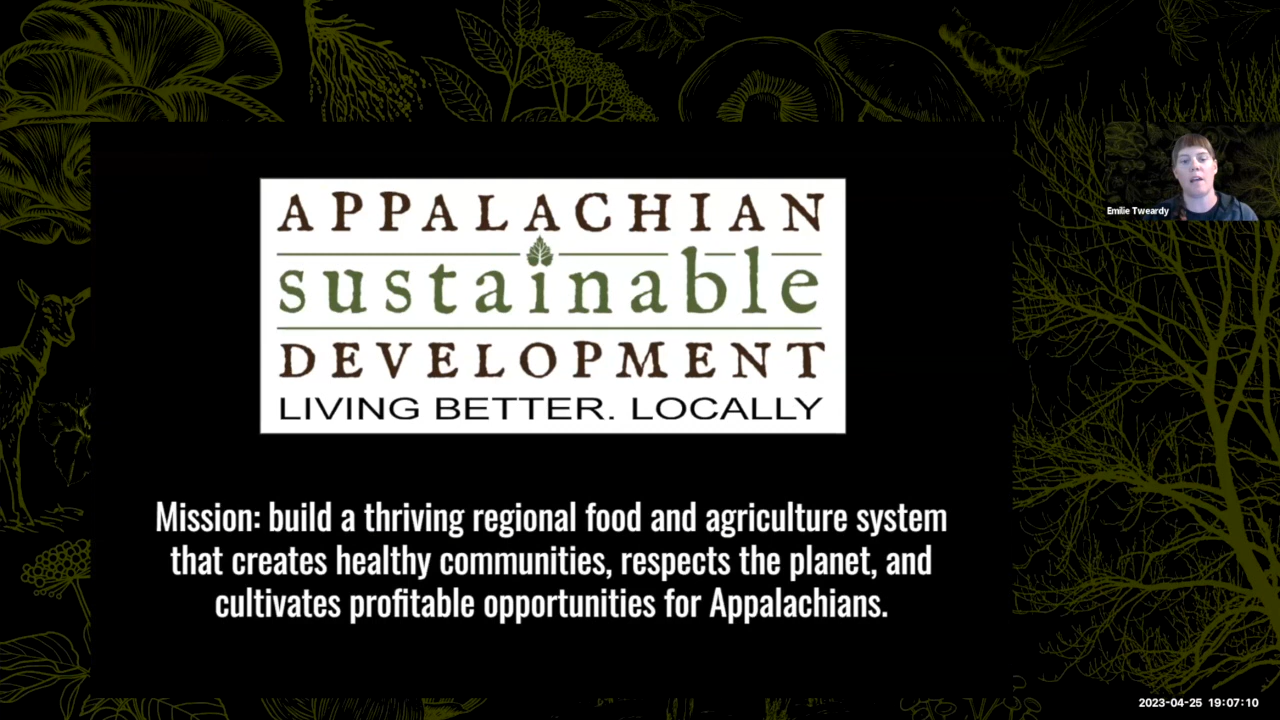 APPALACHIAN
sustainable
DEVELOPMENT
LIVING BETTER. LOCALLY
Mission: build a thriving regional food and agriculture system
that creates healthy communities, respects the planet, and
cultivates profitable opportunities for Appalachians.
Emilie Tweardy
2023-04-25 19:07:10